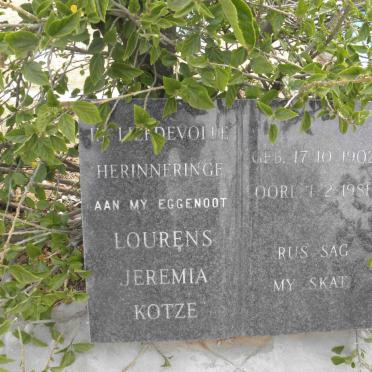 IN LIEFDEVOLLE
HERINNERINGE
AAN MY EGGENOOT
LOURENS
JEREMIA
KOTZE
GEB. 17.10.1902
OORL. 1.2.1981
RUS SAG
MY SKAT